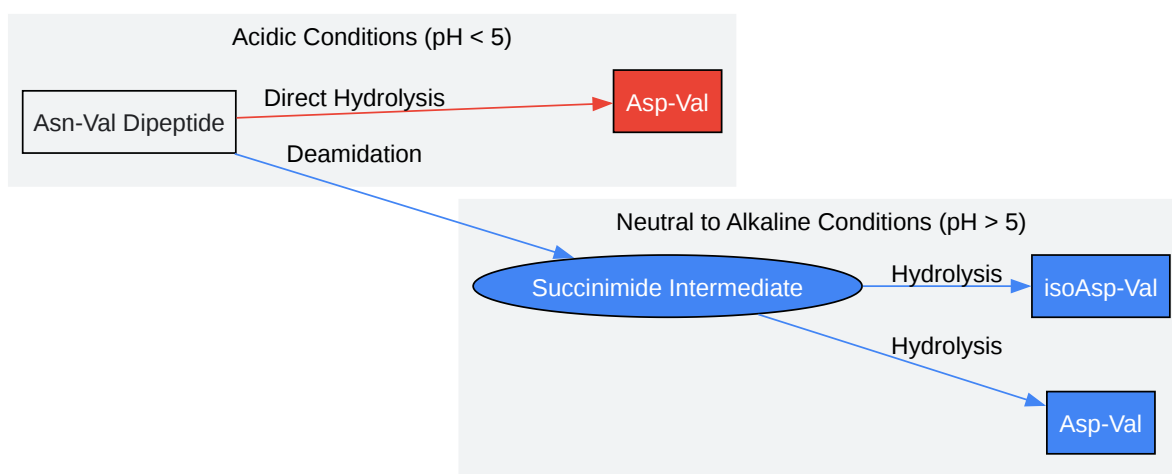 Acidic Conditions (pH < 5)
Direct Hydrolysis
Asp-Val
Asn-Val Dipeptide
Deamidation
Neutral to Alkaline Conditions (pH > 5)
Hydrolysis
Succinimide Intermediate
isoAsp-Val
Hydrolysis
Asp-Val